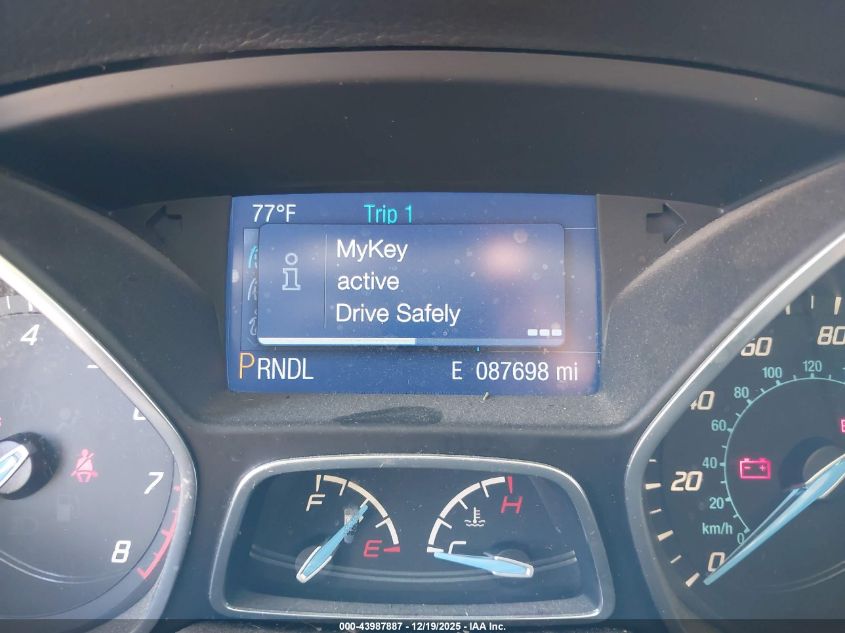 77°F Trip 1
MyKey
active
Drive Safely
PRNDL E 087698 mi
4
7
8
F
E
H
C
0
20
40
60
80
0
20
40
60
80
100
120
km/h
000-43987887 - 12/19/2025 - IAA Inc.